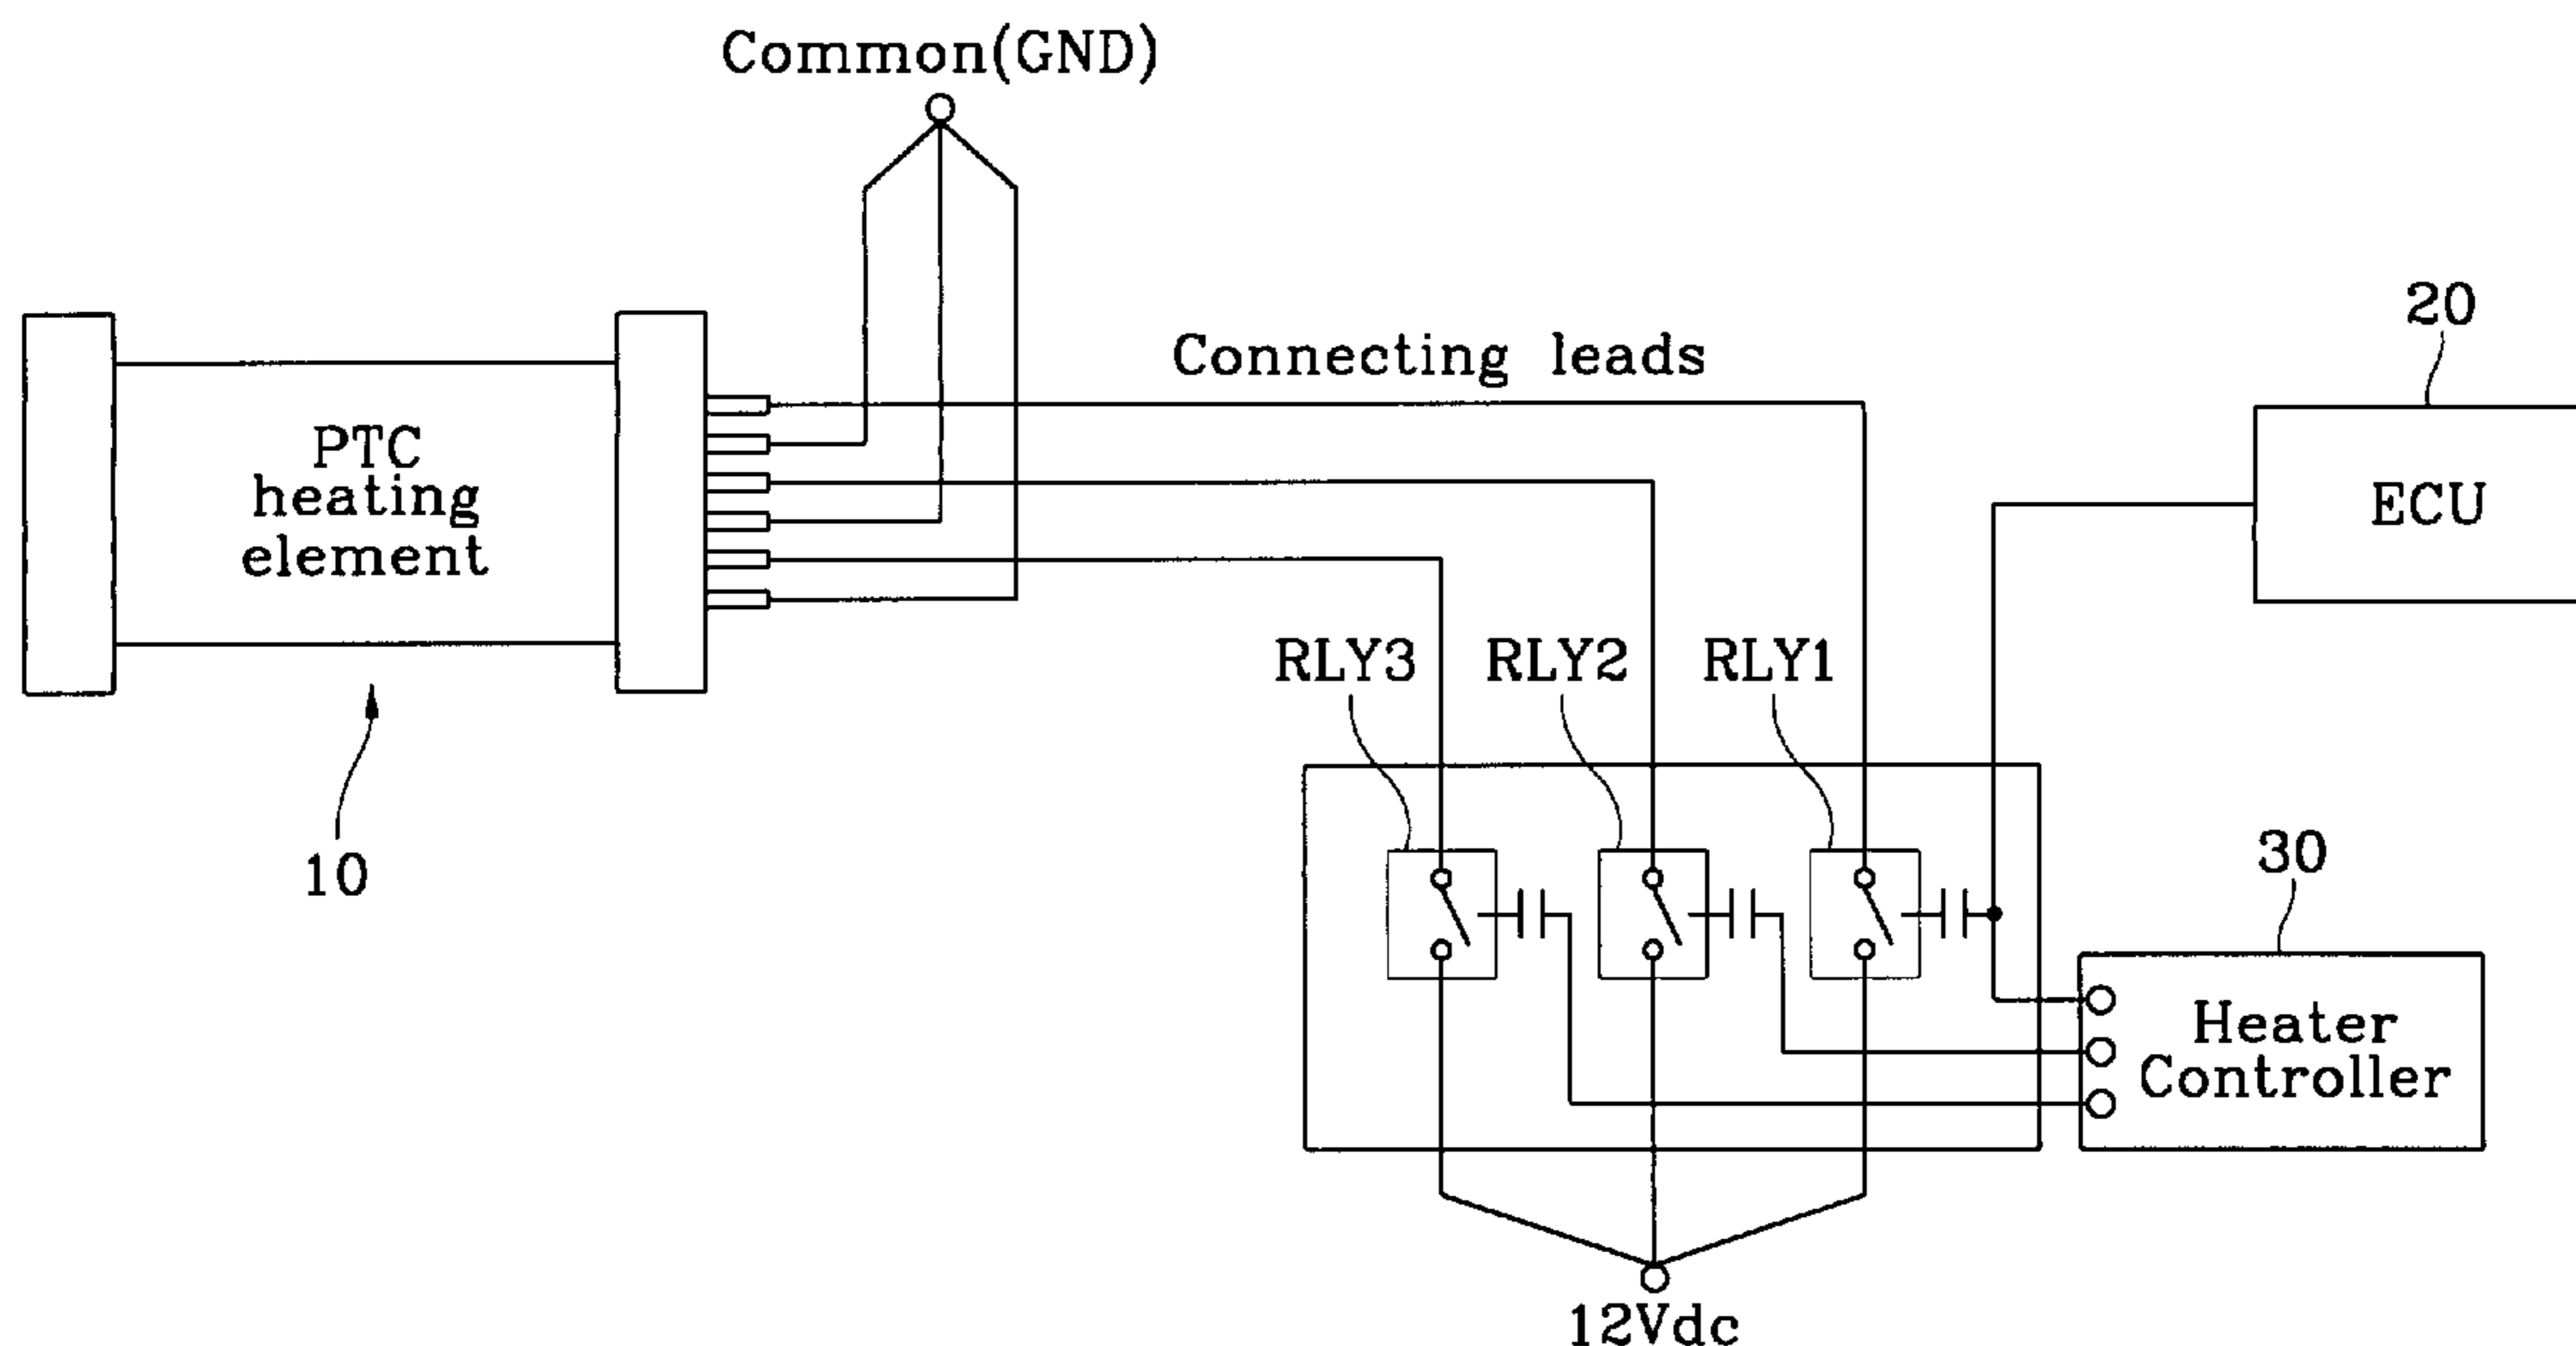 Common(GND)
Connecting leads
20
PTC
heating
element
ECU
RLY3
RLY2
RLY1
10
30
Heater
Controller
12Vdc